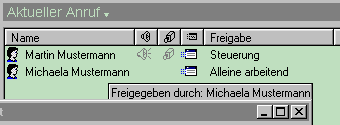 Aktueller Anruf
Name Freigabe
Martin Mustermann Steuerung
Michaela Mustermann Alleine arbeitend
Freigegeben durch: Michaela Mustermann
t